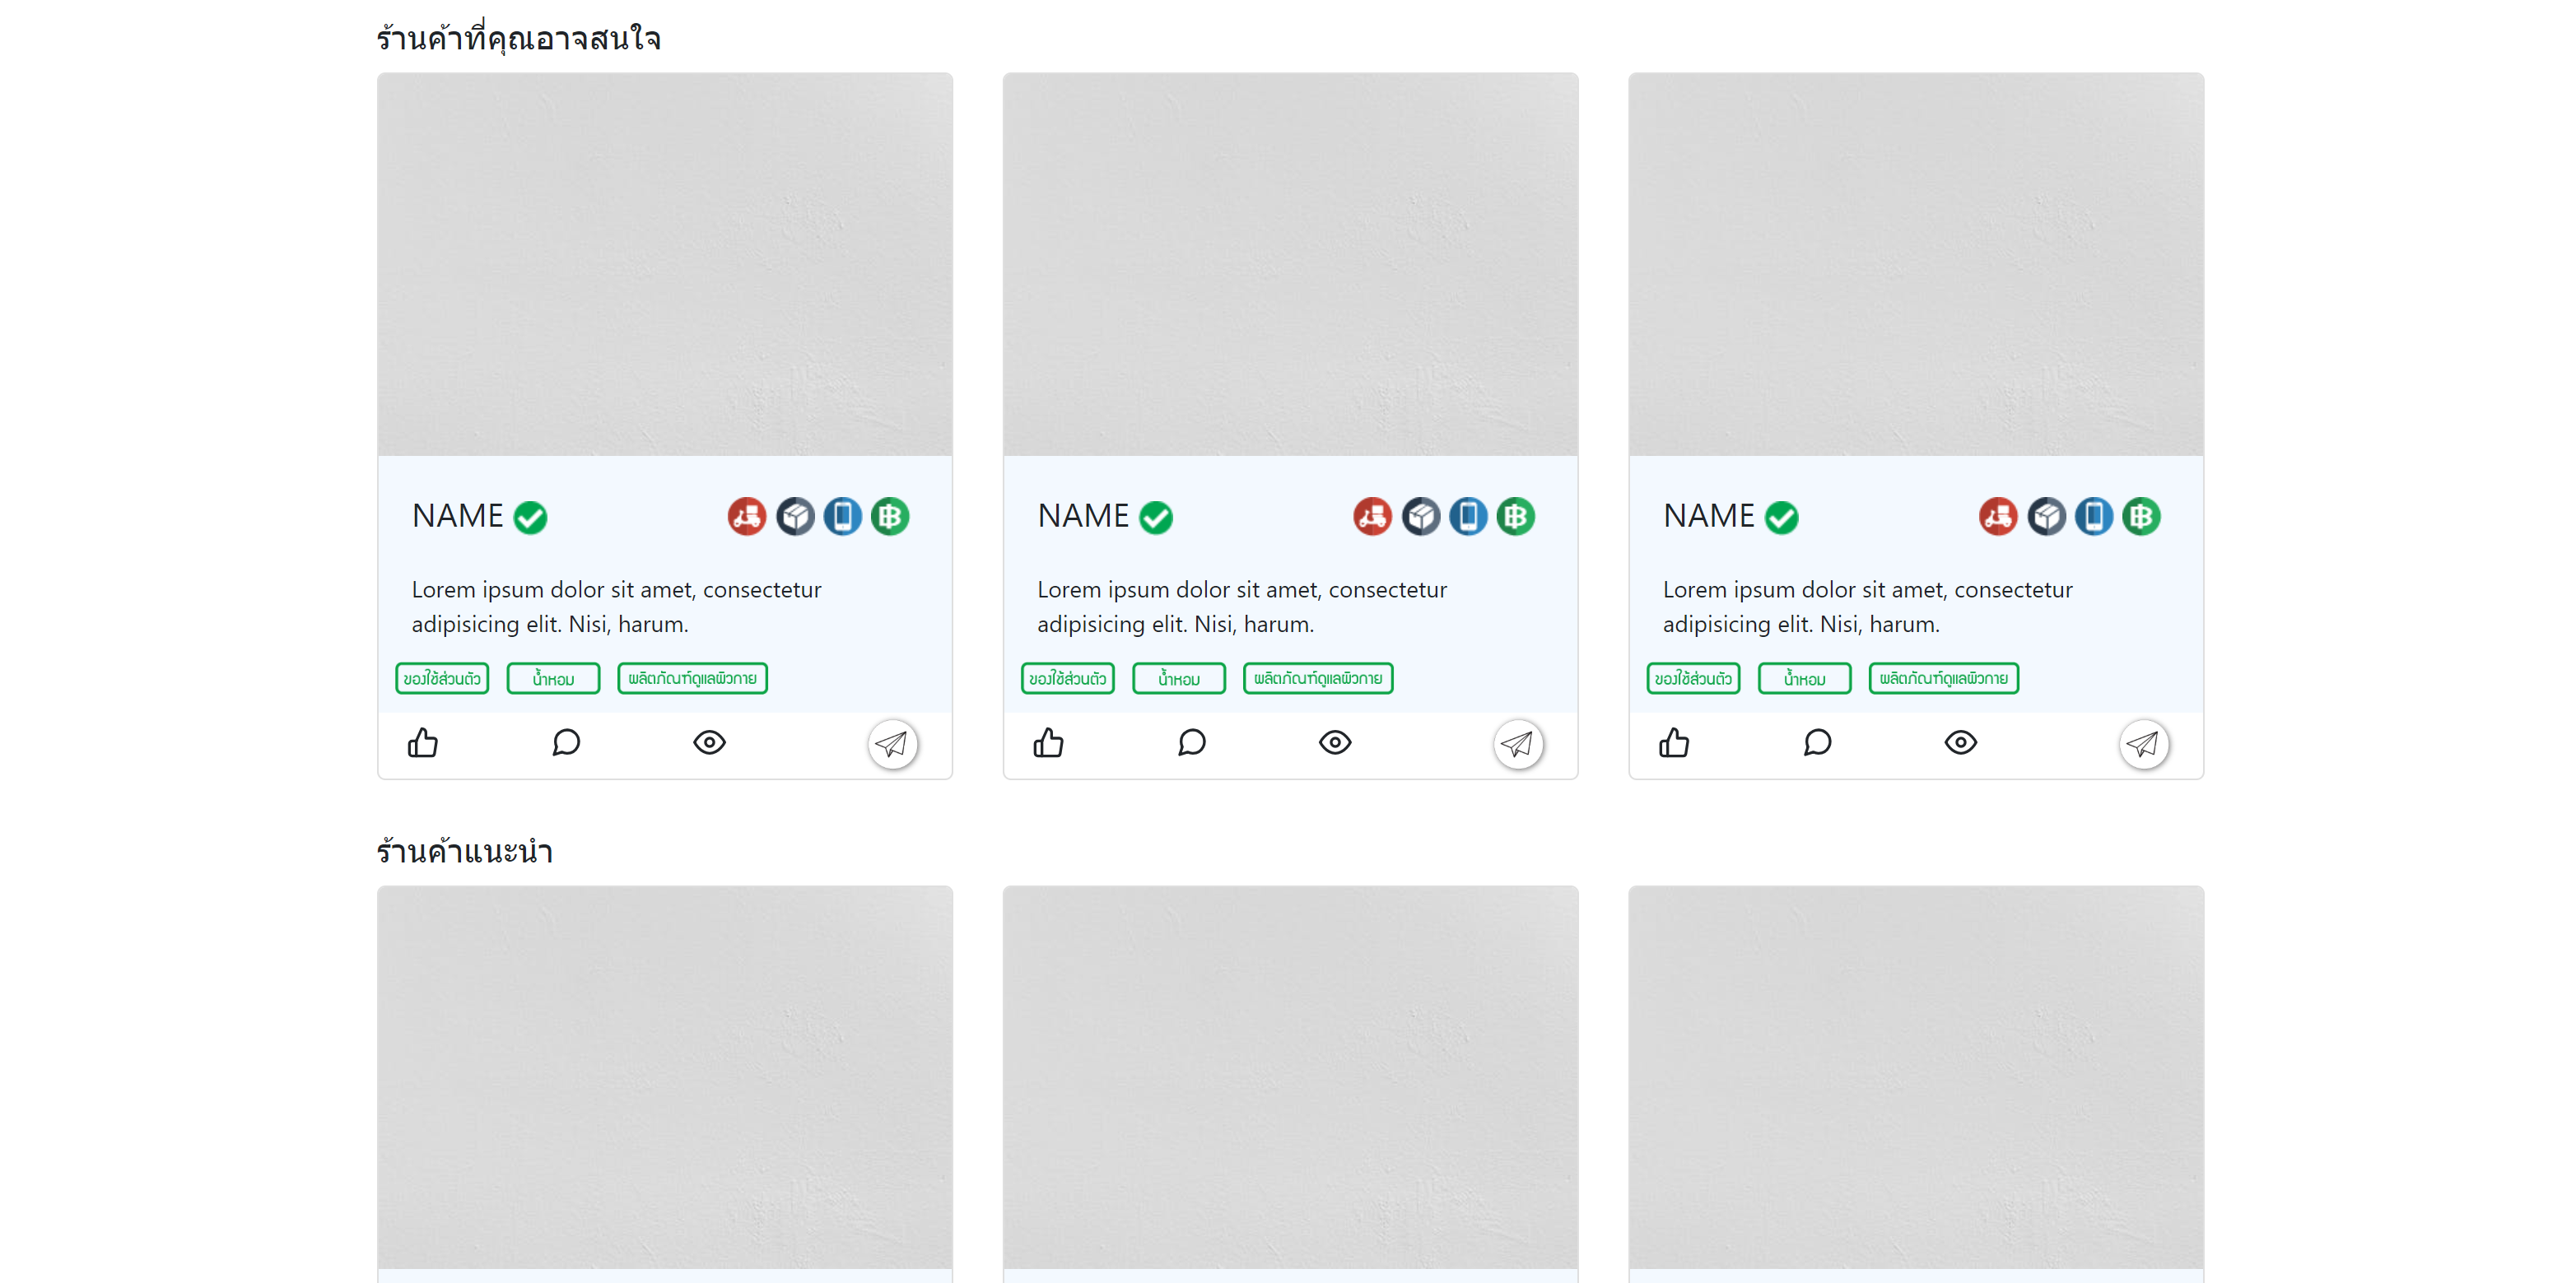 ร้านค้าที่คุณอาจสนใจ
NAME
Lorem ipsum dolor sit amet, consectetur
adipisicing elit. Nisi, harum.
ของใช้ส่วนตัว น้ำหอม ผลิตภัณฑ์ดูแลผิวกาย
NAME
Lorem ipsum dolor sit amet, consectetur
adipisicing elit. Nisi, harum.
ของใช้ส่วนตัว น้ำหอม ผลิตภัณฑ์ดูแลผิวกาย
NAME
Lorem ipsum dolor sit amet, consectetur
adipisicing elit. Nisi, harum.
ของใช้ส่วนตัว น้ำหอม ผลิตภัณฑ์ดูแลผิวกาย
ร้านค้าแนะนำ